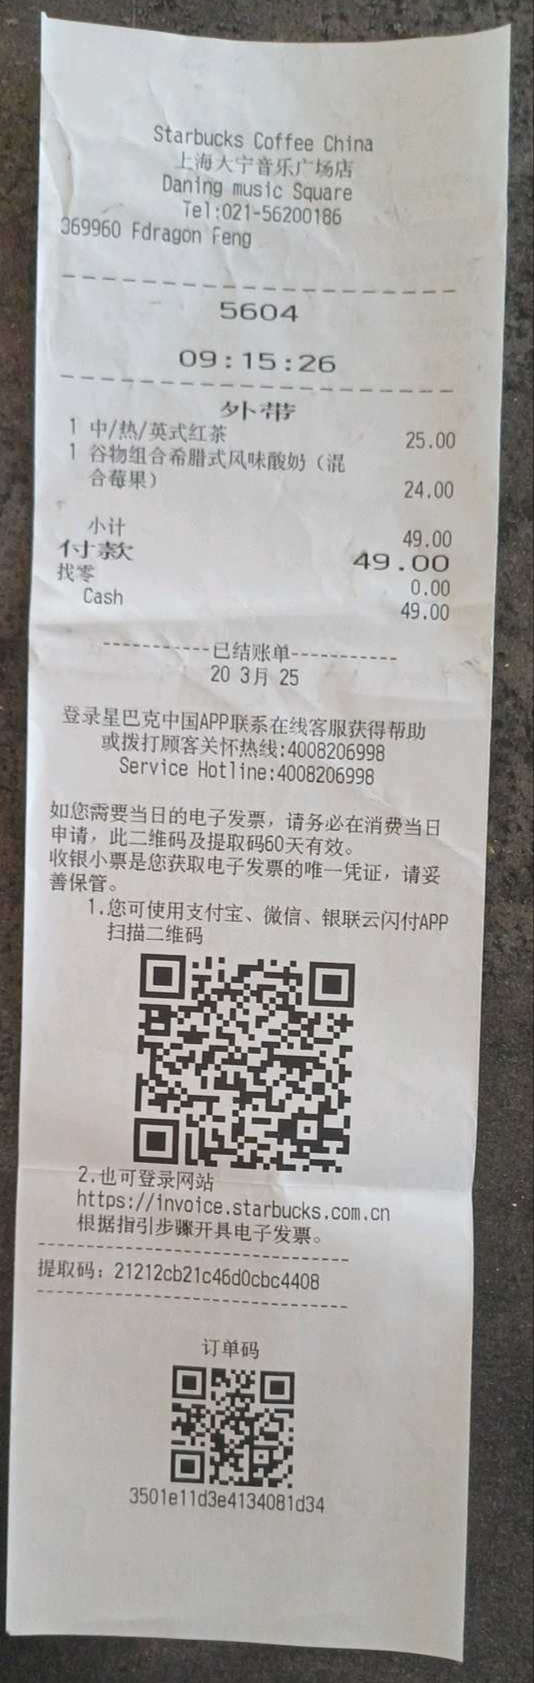 Starbucks Coffee China
上海大宁音乐广场店
Daning music Square
Tel:021-56200186
369960 Fdragon Feng
5604
09:15:26
外带
1 中/热/英式红茶 25.00
1 谷物组合希腊式风味酸奶（混
合莓果） 24.00
小计 49.00
付款 49.00
找零 0.00
Cash 49.00
-----------已结账单-----------
20 3月 25
登录星巴克中国APP联系在线客服获得帮助
或拨打顾客关怀热线:4008206998
Service Hotline:4008206998
如您需要当日的电子发票，请务必在消费当日
申请，此二维码及提取码60天有效。
收银小票是您获取电子发票的唯一凭证，请妥
善保管。
1.您可使用支付宝、微信、银联云闪付APP
扫描二维码
2.也可登录网站
https://invoice.starbucks.com.cn
根据指引步骤开具电子发票。
提取码：21212cb21c46d0cbc4408
订单码
3501e11d3e4134081d34